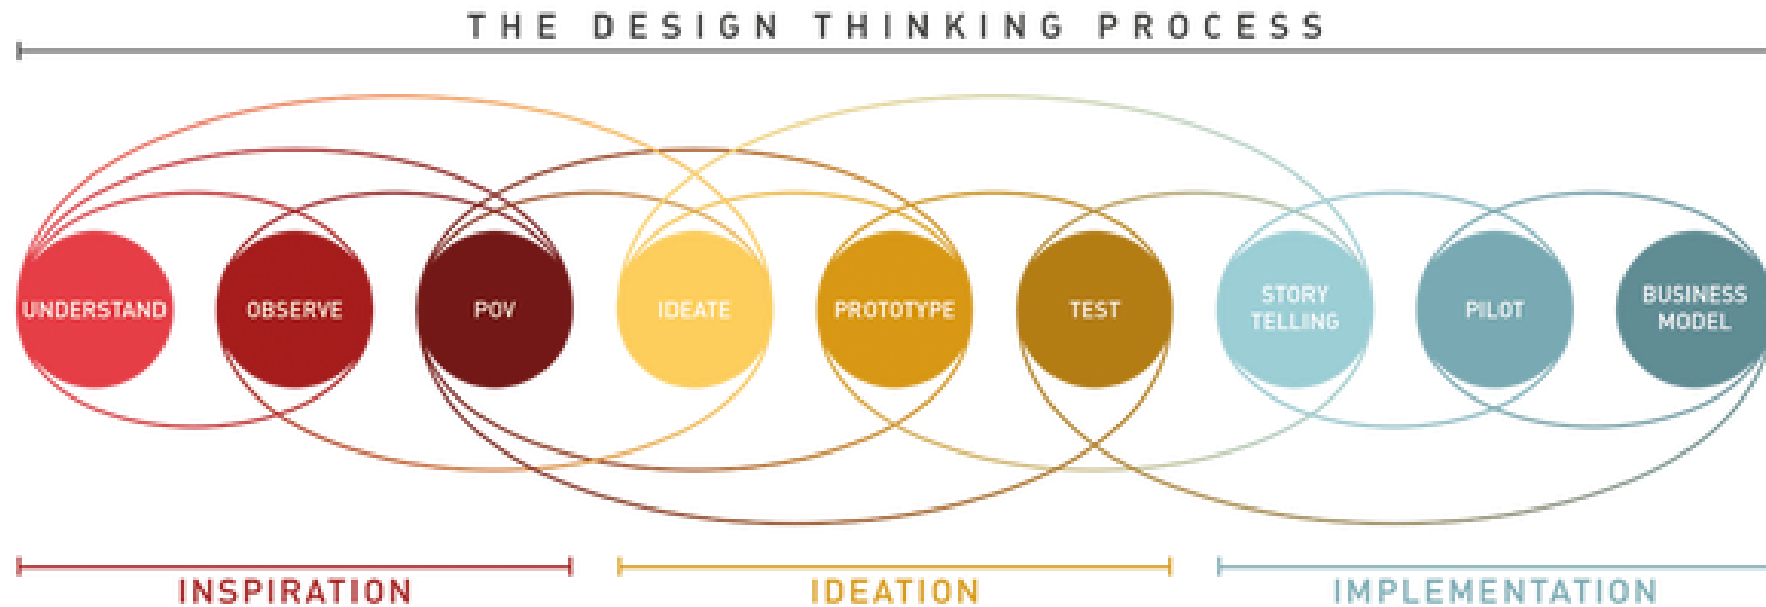 THE DESIGN THINKING PROCESS
UNDERSTAND
OBSERVE
POV
IDEATE
PROTOTYPE
TEST
STORY
TELLING
PILOT
BUSINESS
MODEL
INSPIRATION
IDEATION
IMPLEMENTATION